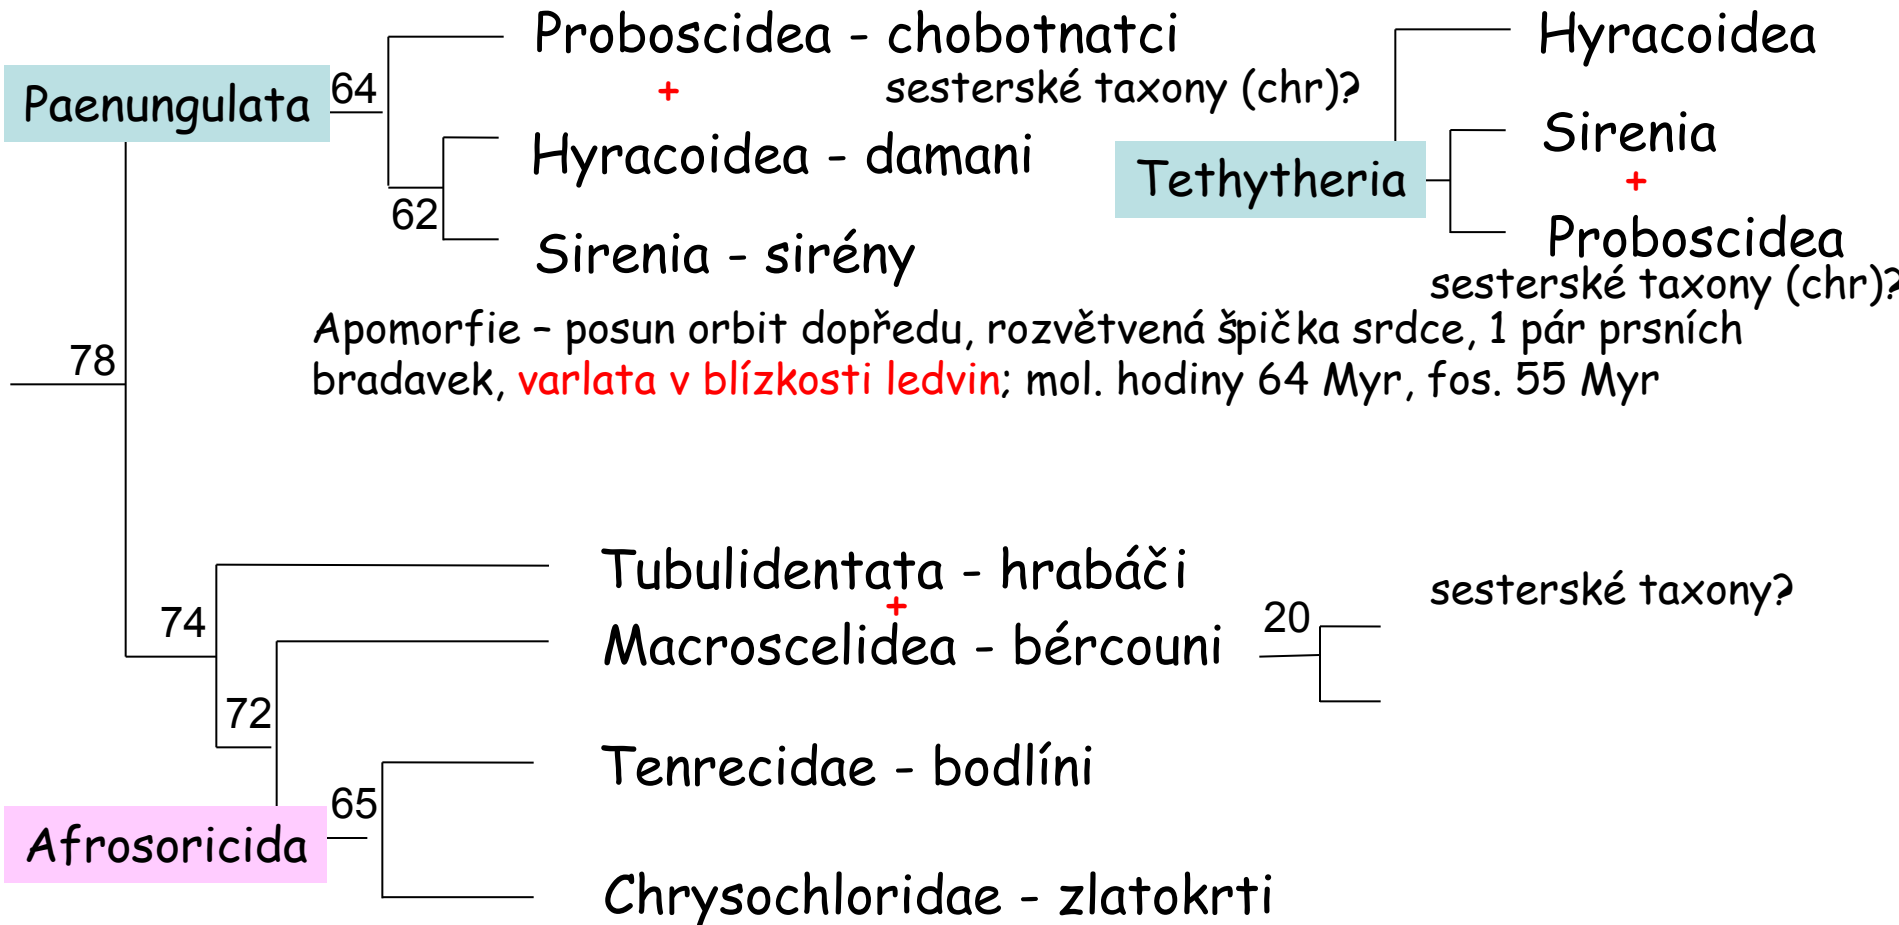 Proboscidea - chobotnatci
Hyracoidea
Paenungulata
64
+
sesterské taxony (chr)?
Hyracoidea - damani
Sirenia
Tethytheria
+
62
Sirenia - sirény
Proboscidea
sesterské taxony (chr)?
Apomorfie – posun orbit dopředu, rozvětvená špička srdce, 1 pár prsních
bradavek, varlata v blízkosti ledvin; mol. hodiny 64 Myr, fos. 55 Myr
78
Tubulidentata - hrabáči
sesterské taxony?
+
74
20
Macroscelidea - bércouni
72
Tenrecidae - bodlíni
65
Afrosoricida
Chrysochloridae - zlatokrti